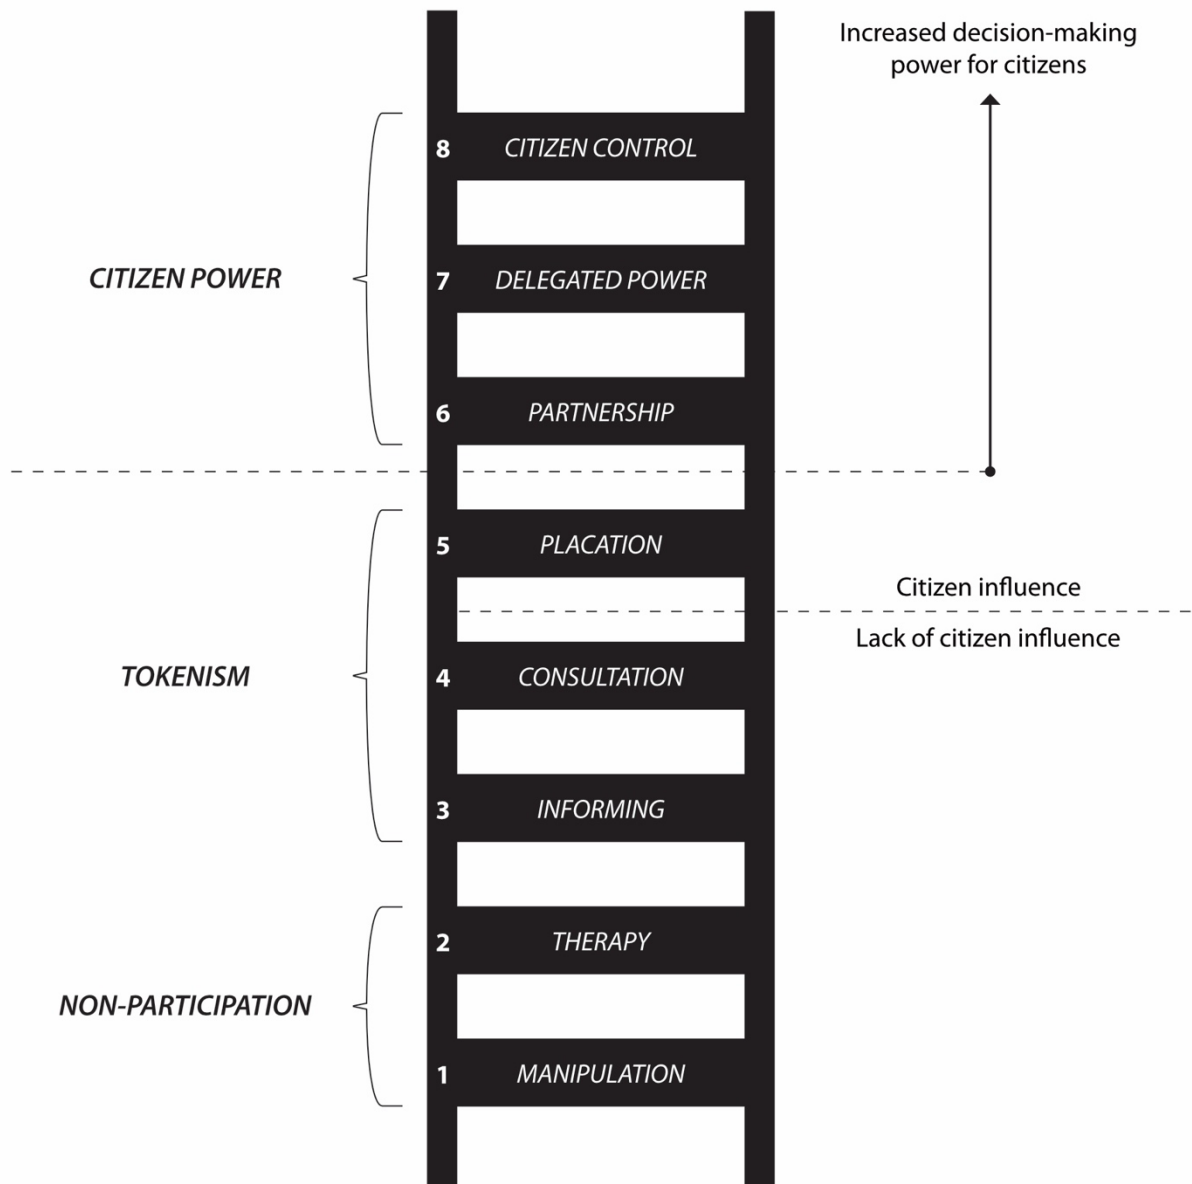 Increased decision-making
power for citizens
8 CITIZEN CONTROL
CITIZEN POWER
7 DELEGATED POWER
6 PARTNERSHIP
5 PLACATION
Citizen influence
Lack of citizen influence
TOKENISM
4 CONSULTATION
3 INFORMING
2 THERAPY
NON-PARTICIPATION
1 MANIPULATION